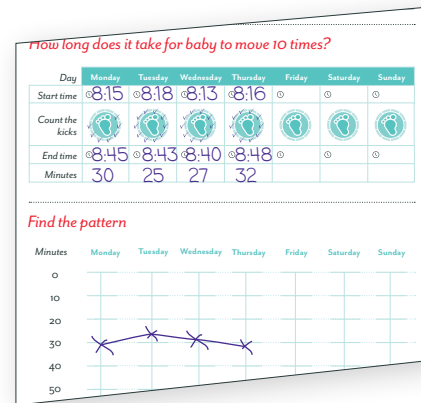 How long does it take for baby to move 10 times?
Day Monday Tuesday Wednesday Thursday Friday Saturday Sunday
Start time 8:15 8:18 8:13 8:16
Count the
kicks
End time 8:45 8:43 8:40 8:48
Minutes 30 25 27 32
Find the pattern
Minutes Monday Tuesday Wednesday Thursday Friday Saturday Sunday
0
10
20
30
40
50